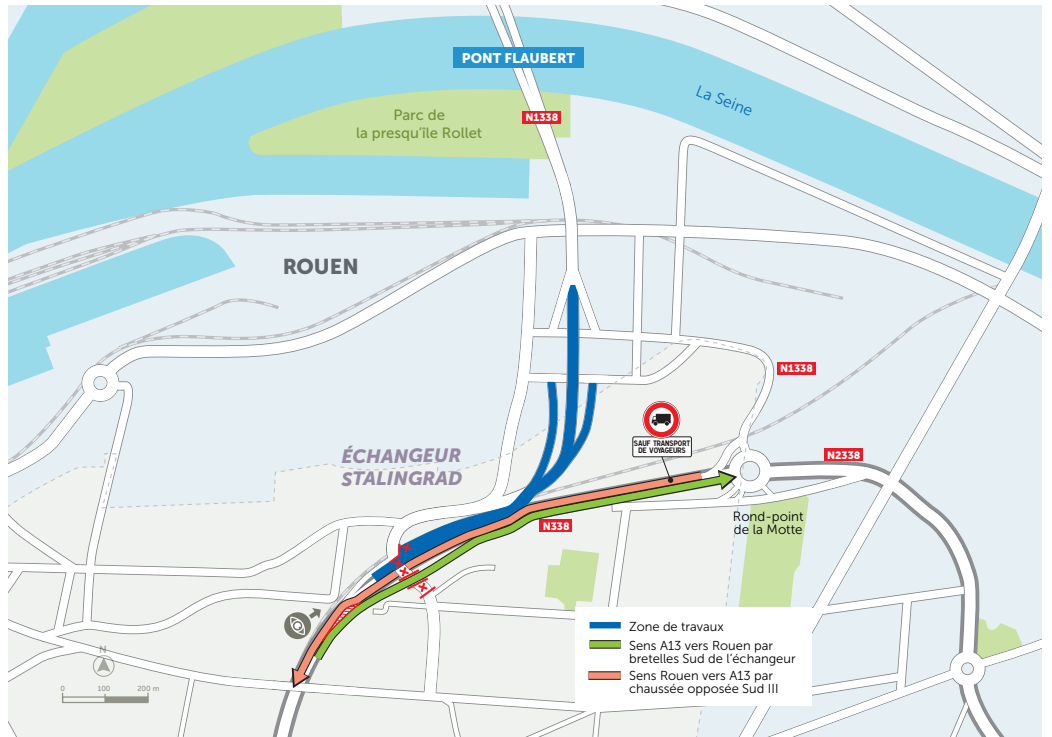 PONT FLAUBERT
La Seine
Parc de
la presqu'île Rollet
N1338
ROUEN
N1338
ÉCHANGEUR
STALINGRAD
SAUF TRANSPORT
DE VOYAGEURS
N2338
N338
Rond-point
de la Motte
Zone de travaux
Sens A13 vers Rouen par
bretelles Sud de l'échangeur
Sens Rouen vers A13 par
chaussée opposée Sud III
N
0 100 200 m